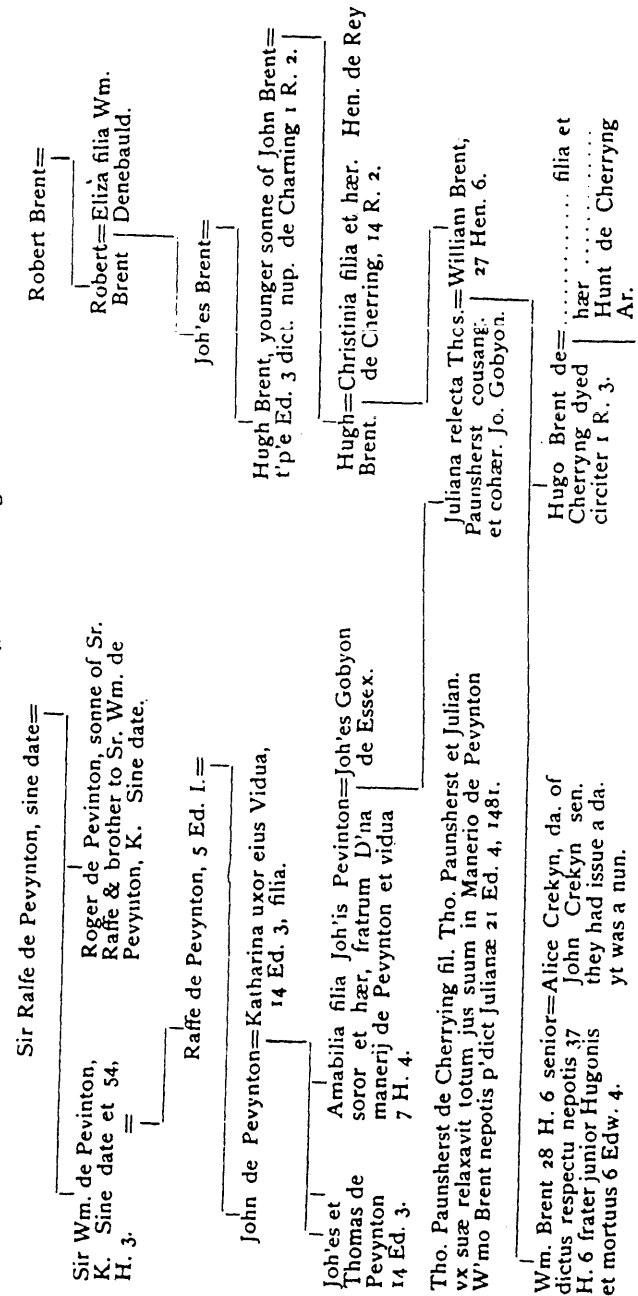 Sir Ralfe de Pevynton, sine date=
Sir Wm. de Pevinton,
K. Sine date et 54,
H. 3. =
Roger de Pevinton, sonne of Sr.
Raffe & brother to Sr. Wm. de
Pevynton, K. Sine date.
Raffe de Pevynton, 5 Ed. I.=
John de Pevynton=Katharina uxor eius Vidua,
14 Ed. 3, filia.
Joh'es et
Thomas de
Pevynton
14 Ed. 3.
Amabilia filia Joh'is Pevinton=Joh'es Gobyon
soror et hær, fratrum D'na de Essex.
manerij de Pevynton et vidua
7 H. 4.
Robert Brent=
Robert=Elizà filia Wm.
Brent Denebauld.
Joh'es Brent=
Hugh Brent, younger sonne of John Brent=
t'p'e Ed. 3 dict. nup. de Charning 1 R. 2.
Hugh=Christinia filia et hær. Hen. de Rey
Brent. de Cherring, 14 R. 2.
Juliana relecta Thcs.=William Brent,
Paunsherst cousang. 27 Hen. 6.
et cohær. Jo. Gobyon.
Tho. Paunsherst de Cherrying fil. Tho. Paunsherst et Julian.
vx suæ relaxavit totum jus suum in Manerio de Pevynton
W'mo Brent nepotis p'dict Julianæ 21 Ed. 4, 1481.
Wm. Brent 28 H. 6 senior=Alice Crekyn, da. of
dictus respectu nepotis 37 John Crekyn sen.
H. 6 frater junior Hugonis they had issue a da.
et mortuus 6 Edw. 4. yt was a nun.
Hugo Brent de=.......... filia et
Cherryng dyed hær ..............
circiter 1 R. 3. Hunt de Cherryng
Ar.